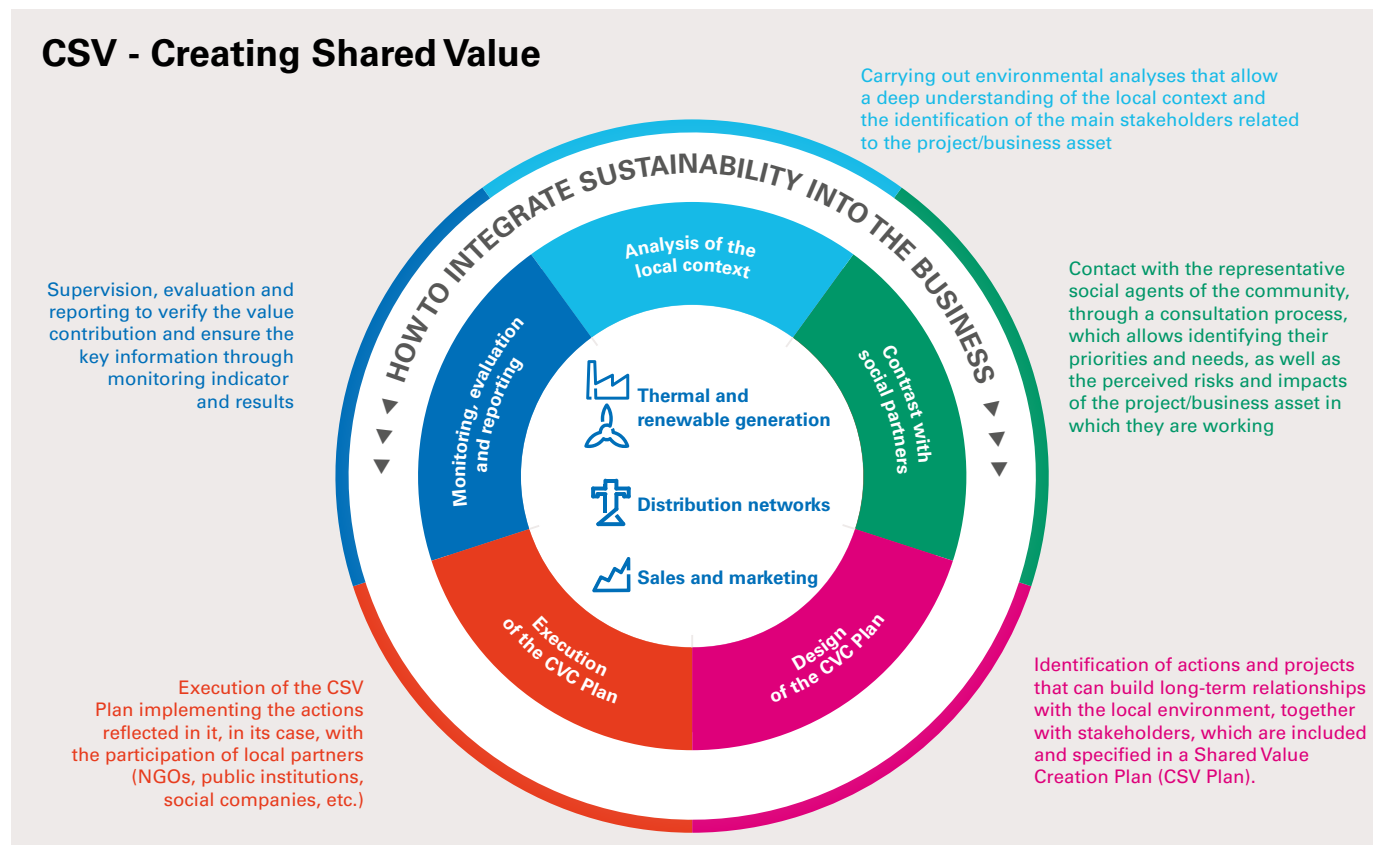 CSV - Creating Shared Value
Carrying out environmental analyses that allow
a deep understanding of the local context and
the identification of the main stakeholders related
to the project/business asset
HOW TO INTEGRATE SUSTAINABILITY INTO THE BUSINESS
Analysis of the
local context
Contrast with
social partners
Contact with the representative
social agents of the community,
through a consultation process,
which allows identifying their
priorities and needs, as well as
the perceived risks and impacts
of the project/business asset in
which they are working
Design
of the CVC Plan
Identification of actions and projects
that can build long-term relationships
with the local environment, together
with stakeholders, which are included
and specified in a Shared Value
Creation Plan (CSV Plan).
Execution
of the CVC Plan
Execution of the CSV
Plan implementing the actions
reflected in it, in its case, with
the participation of local partners
(NGOs, public institutions,
social companies, etc.)
Monitoring, evaluation
and reporting
Supervision, evaluation and
reporting to verify the value
contribution and ensure the
key information through
monitoring indicator
and results
Thermal and
renewable generation
Distribution networks
Sales and marketing